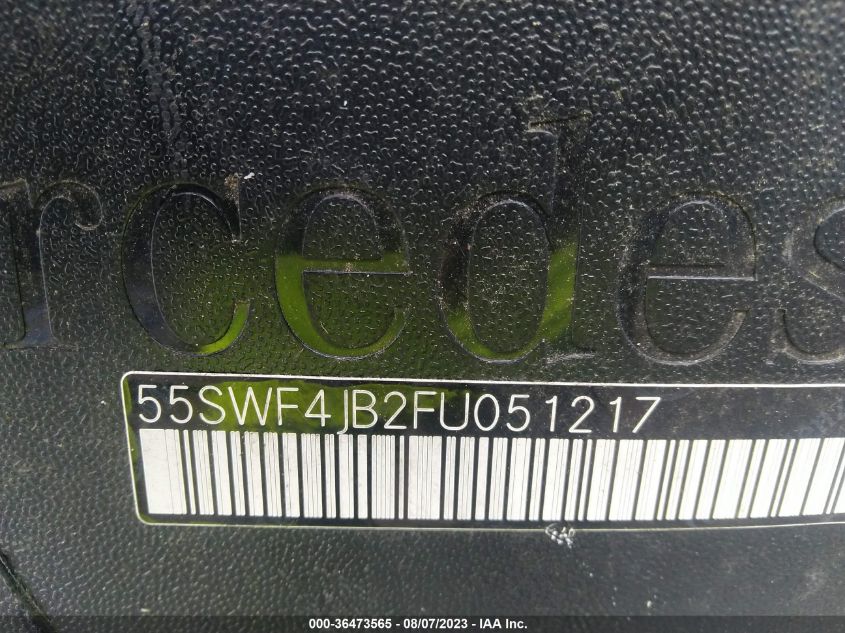 rcedes
55SWF4JB2FU051217
000-36473565 - 08/07/2023 - IAA Inc.